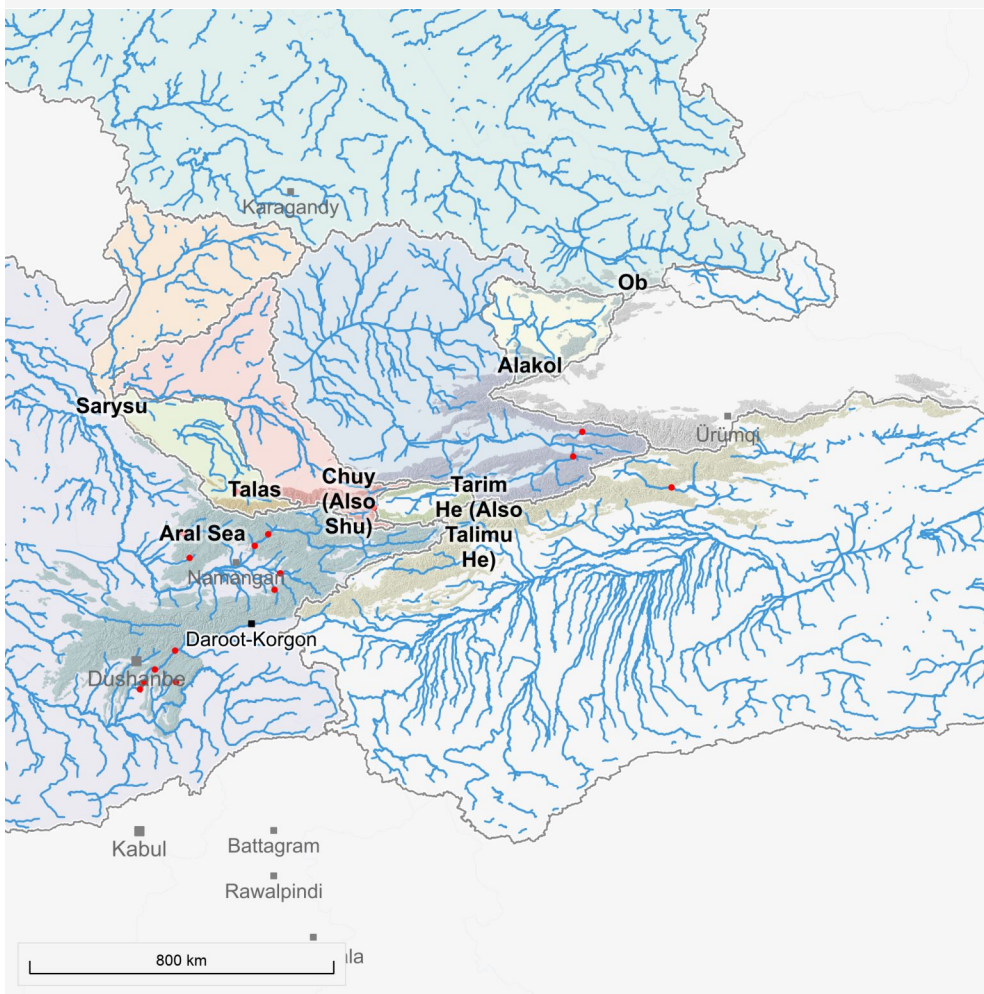 Karagandy
Ob
Alakol
Sarysu
Ürümqi
Talas
Chuy
(Also
Shu)
Tarim
He (Also
Talimu
He)
Aral Sea
Namangan
Daroot-Korgon
Dushanbe
Kabul
Battagram
Rawalpindi
ala
800 km